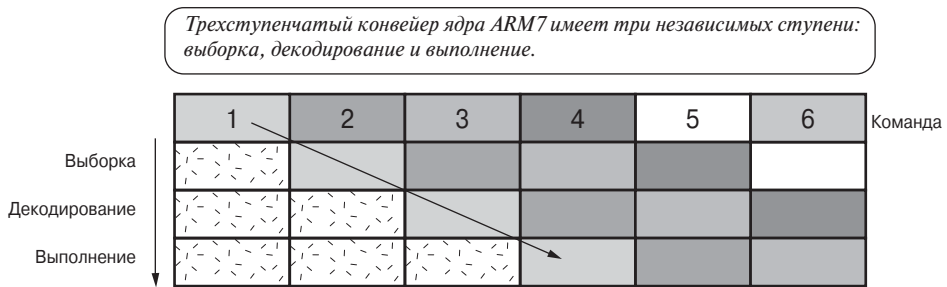 Трехступенчатый конвейер ядра ARM7 имеет три независимых ступени:
выборка, декодирование и выполнение.
1 2 3 4 5 6 Команда
Выборка
Декодирование
Выполнение